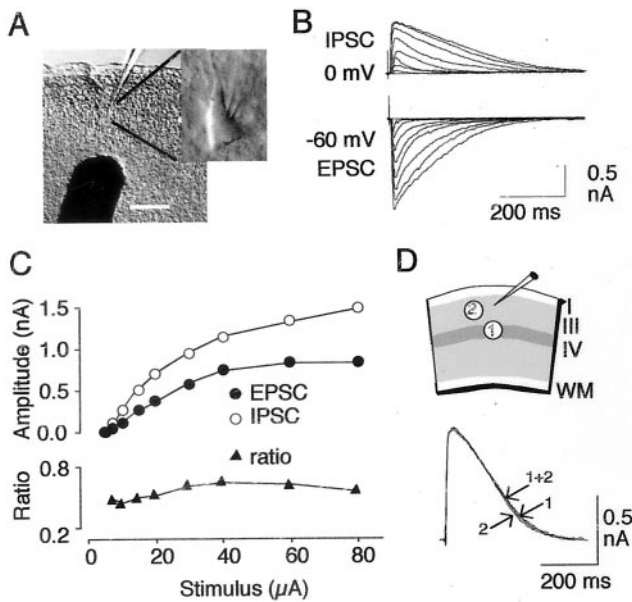 A
B
IPSC
0 mV
-60 mV
EPSC
0.5
nA
200 ms
C
Amplitude (nA)
1.5
1.0
0.5
0.0
EPSC
IPSC
ratio
Ratio
0.8
0.2
0 20 40 60 80
Stimulus (µA)
D
2
1
I
III
IV
WM
1+2
1
2
0.5
nA
200 ms